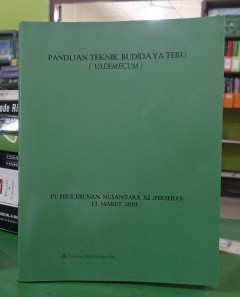 PANDUAN TEKNIK BUDIDAYA TEBU
( VADEMECUM )
PT PERKEBUNAN NUSANTARA XI (PERSERO)
11 MARET 2010